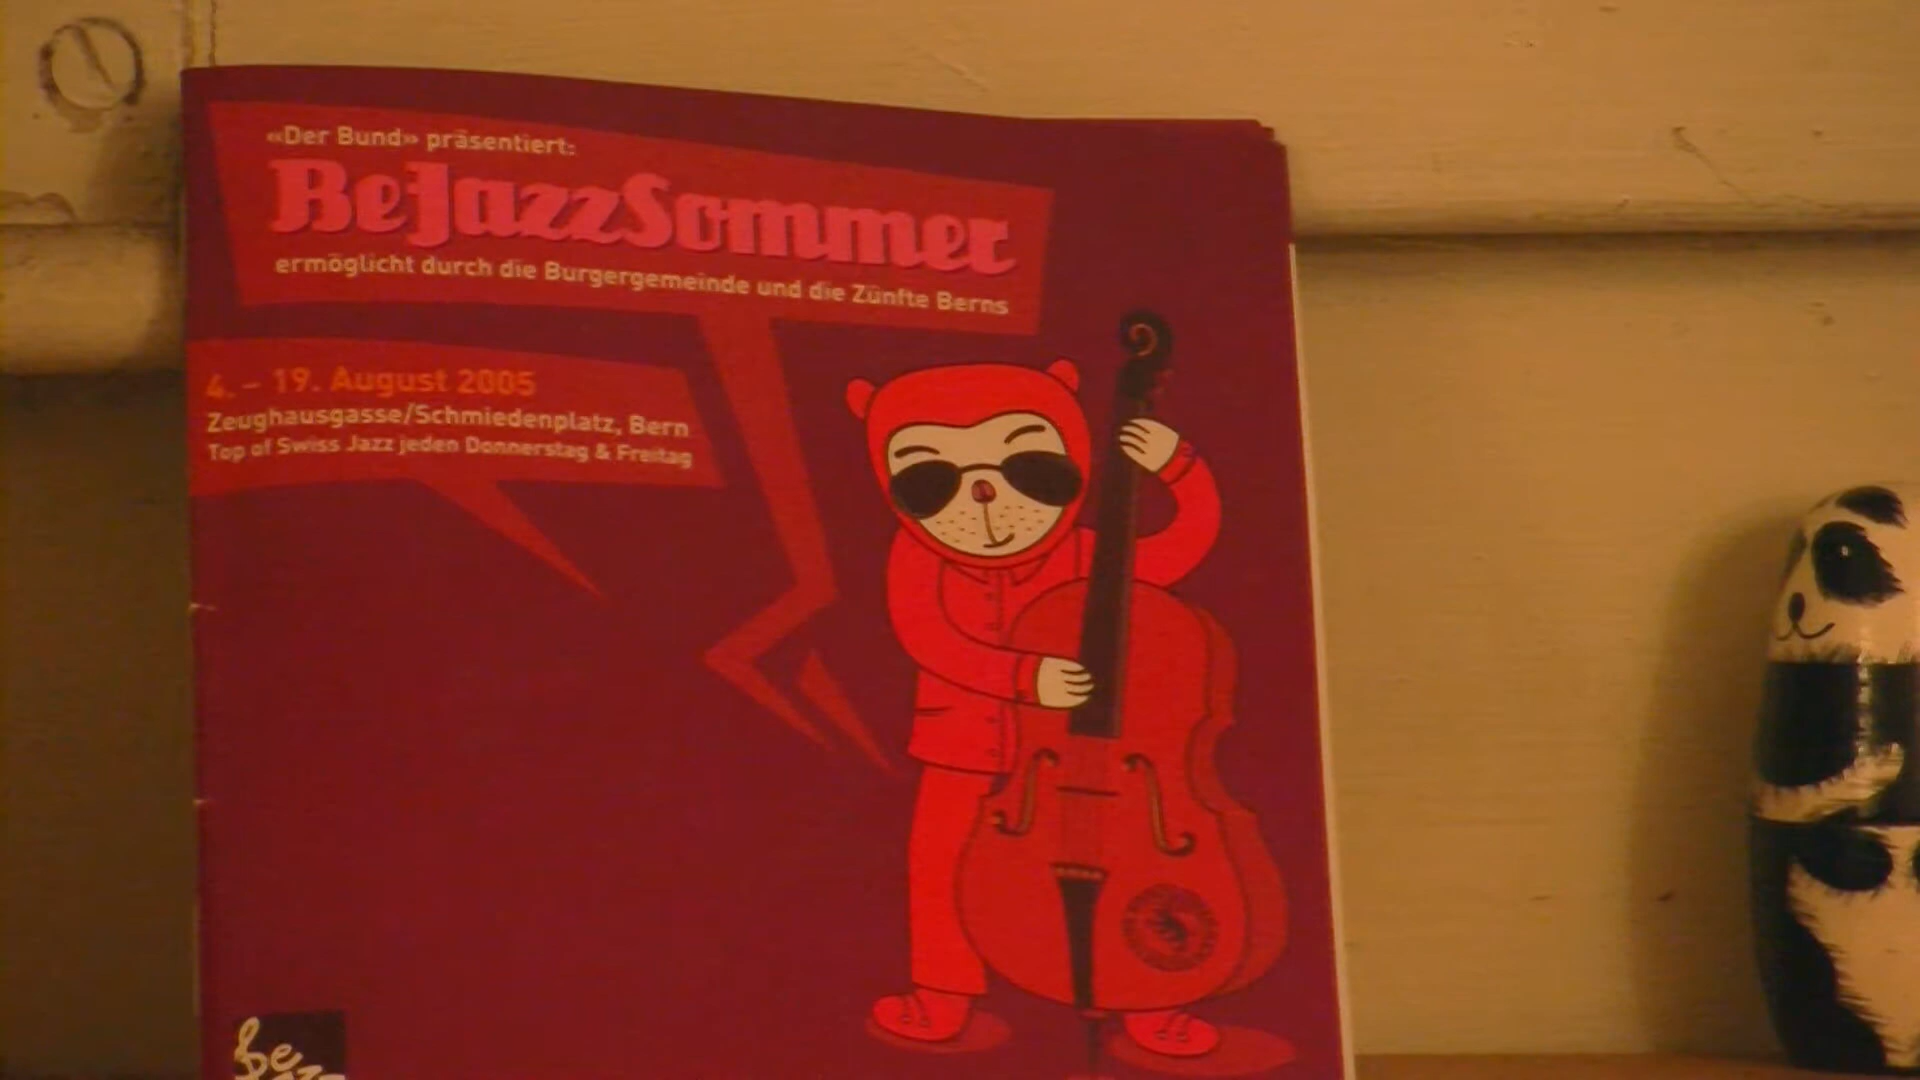 «Der Bund» präsentiert:
BeJazzSommer
ermöglicht durch die Burgergemeinde und die Zünfte Berns
4. – 19. August 2005
Zeughausgasse/Schmiedenplatz, Bern
Top of Swiss Jazz jeden Donnerstag & Freitag
Be